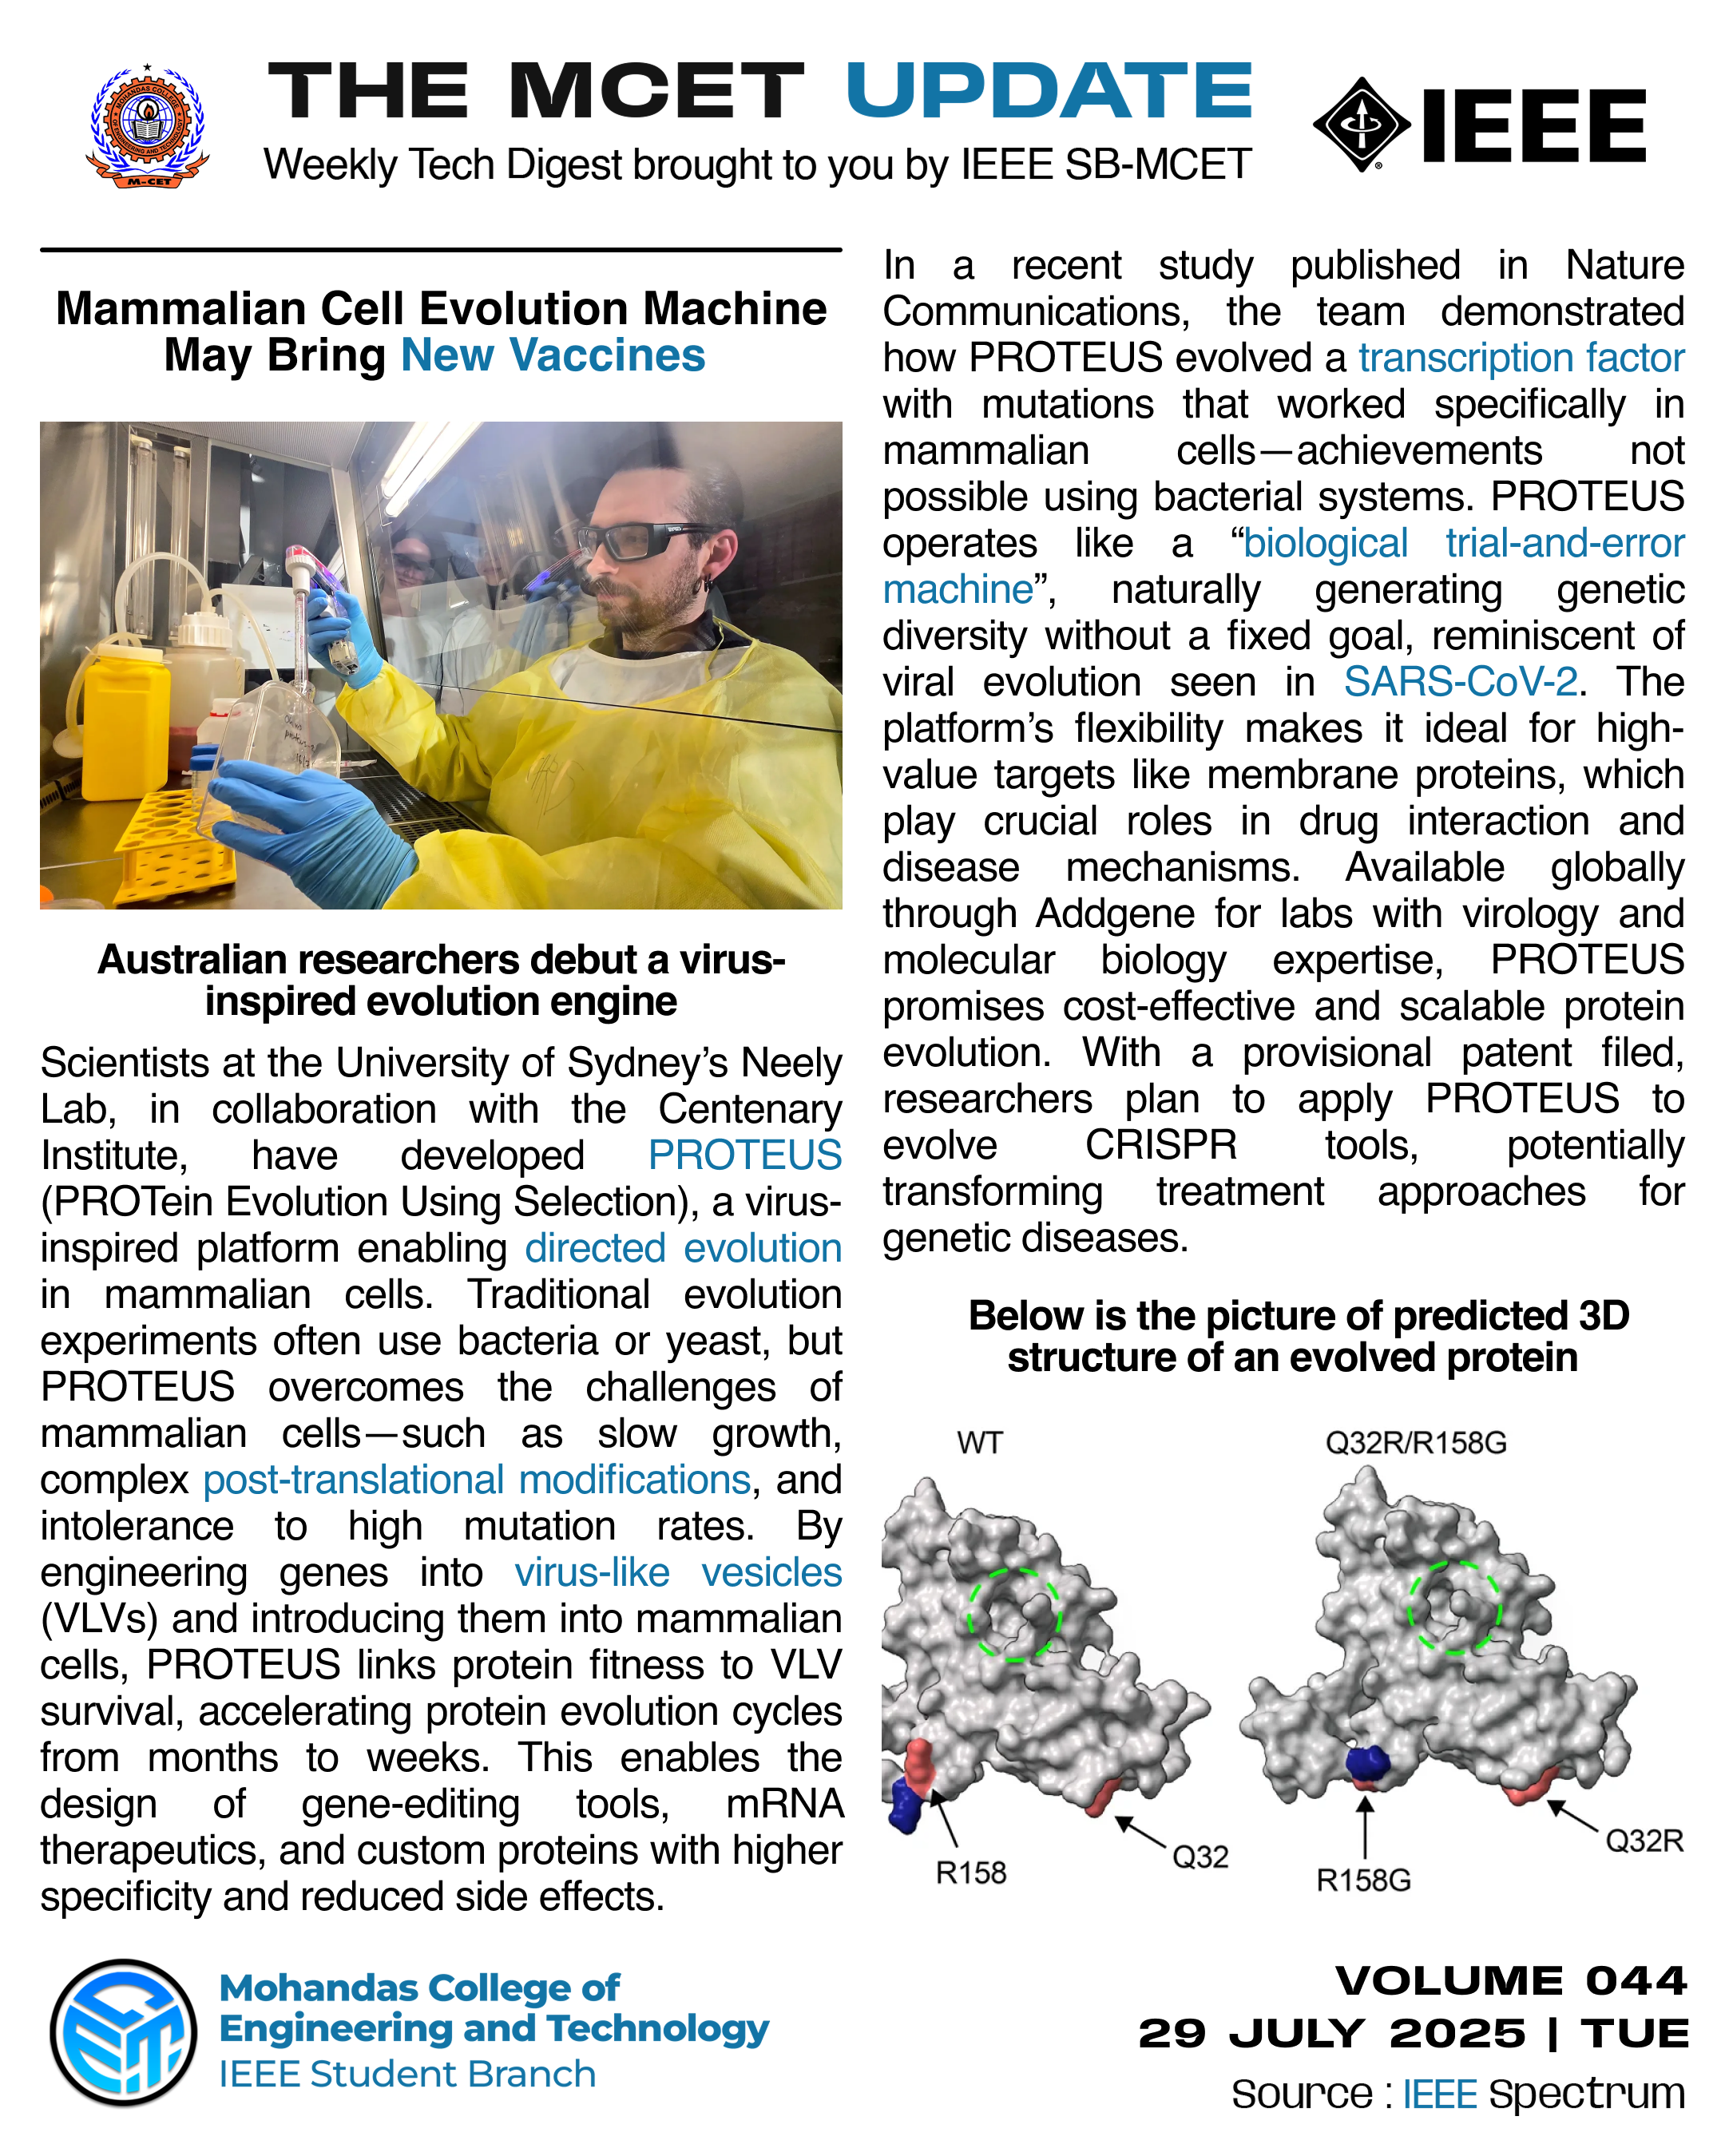 MOHANDAS COLLEGE
OF ENGINEERING AND TECHNOLOGY
M-CET
THE MCET UPDATE
Weekly Tech Digest brought to you by IEEE SB-MCET
IEEE
Mammalian Cell Evolution Machine
May Bring New Vaccines
Australian researchers debut a virus-
inspired evolution engine
Scientists at the University of Sydney’s Neely
Lab, in collaboration with the Centenary
Institute, have developed PROTEUS
(PROTein Evolution Using Selection), a virus-
inspired platform enabling directed evolution
in mammalian cells. Traditional evolution
experiments often use bacteria or yeast, but
PROTEUS overcomes the challenges of
mammalian cells—such as slow growth,
complex post-translational modifications, and
intolerance to high mutation rates. By
engineering genes into virus-like vesicles
(VLVs) and introducing them into mammalian
cells, PROTEUS links protein fitness to VLV
survival, accelerating protein evolution cycles
from months to weeks. This enables the
design of gene-editing tools, mRNA
therapeutics, and custom proteins with higher
specificity and reduced side effects.
In a recent study published in Nature
Communications, the team demonstrated
how PROTEUS evolved a transcription factor
with mutations that worked specifically in
mammalian cells—achievements not
possible using bacterial systems. PROTEUS
operates like a “biological trial-and-error
machine”, naturally generating genetic
diversity without a fixed goal, reminiscent of
viral evolution seen in SARS-CoV-2. The
platform’s flexibility makes it ideal for high-
value targets like membrane proteins, which
play crucial roles in drug interaction and
disease mechanisms. Available globally
through Addgene for labs with virology and
molecular biology expertise, PROTEUS
promises cost-effective and scalable protein
evolution. With a provisional patent filed,
researchers plan to apply PROTEUS to
evolve CRISPR tools, potentially
transforming treatment approaches for
genetic diseases.
Below is the picture of predicted 3D
structure of an evolved protein
WT
Q32R/R158G
R158
Q32
R158G
Q32R
Mohandas College of
Engineering and Technology
IEEE Student Branch
VOLUME 044
29 JULY 2025 | TUE
Source : IEEE Spectrum